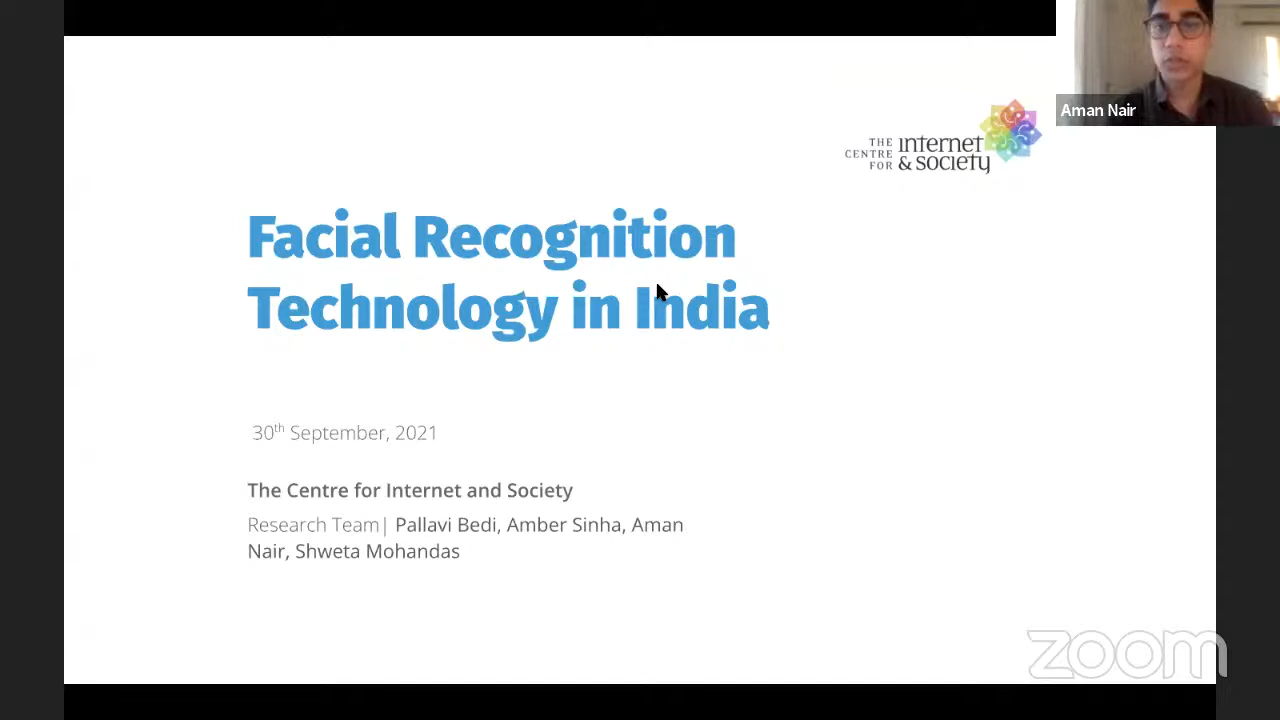 Aman Nair
THE CENTRE FOR internet & society
Facial Recognition
Technology in India
30th September, 2021
The Centre for Internet and Society
Research Team| Pallavi Bedi, Amber Sinha, Aman
Nair, Shweta Mohandas
zoom